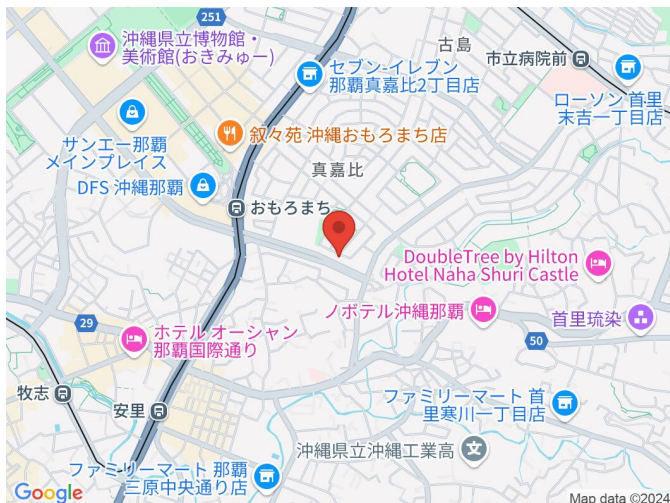 251
沖縄県立博物館・
美術館(おきみゅー)
古島
市立病院前
セブン-イレブン
那覇真嘉比2丁目店
ローソン 首里
末吉一丁目店
サンエー那覇
メインプレイス
叙々苑 沖縄おもろまち店
真嘉比
DFS 沖縄那覇
おもろまち
DoubleTree by Hilton
Hotel Naha Shuri Castle
ノボテル沖縄那覇
首里琉染
29
ホテル オーシャン
那覇国際通り
50
牧志
安里
ファミリーマート 首
里寒川一丁目店
沖縄県立沖縄工業高
ファミリーマート 那覇
三原中央通り店
Google
Map data ©2024